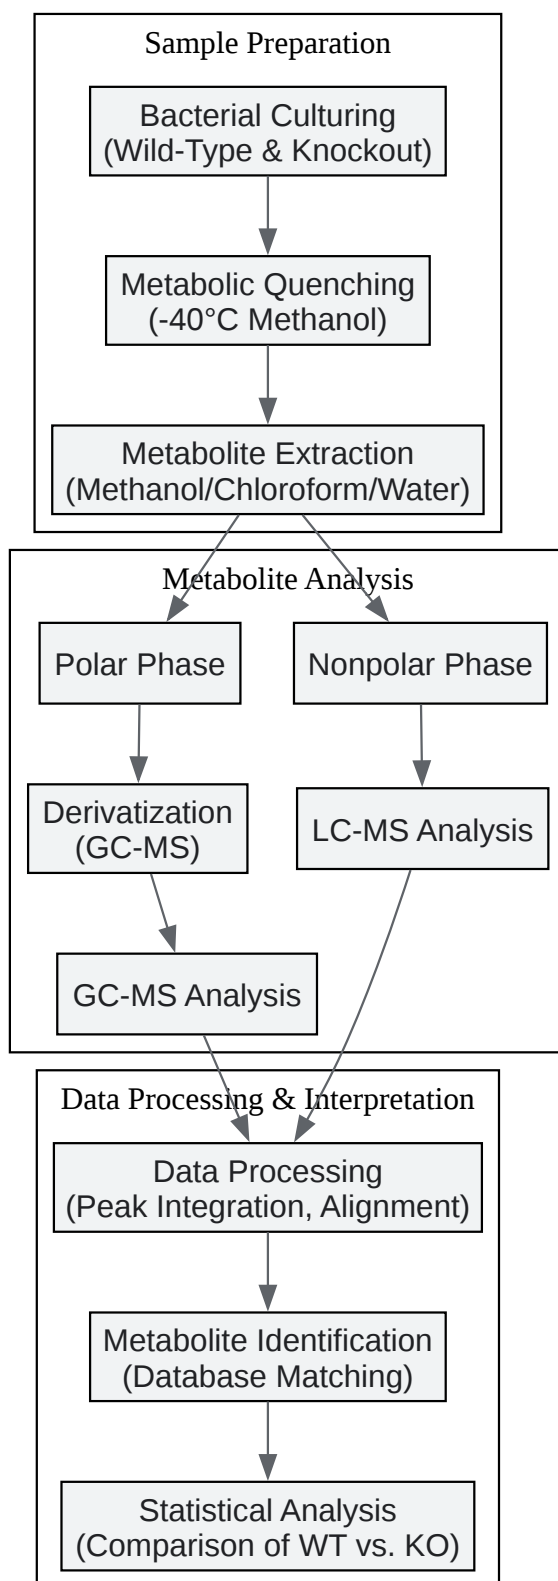 Sample Preparation
Bacterial Culturing
(Wild-Type & Knockout)
Metabolic Quenching
(-40°C Methanol)
Metabolite Extraction
(Methanol/Chloroform/Water)
Metabolite Analysis
Polar Phase
Nonpolar Phase
Derivatization
(GC-MS)
LC-MS Analysis
GC-MS Analysis
Data Processing & Interpretation
Data Processing
(Peak Integration, Alignment)
Metabolite Identification
(Database Matching)
Statistical Analysis
(Comparison of WT vs. KO)